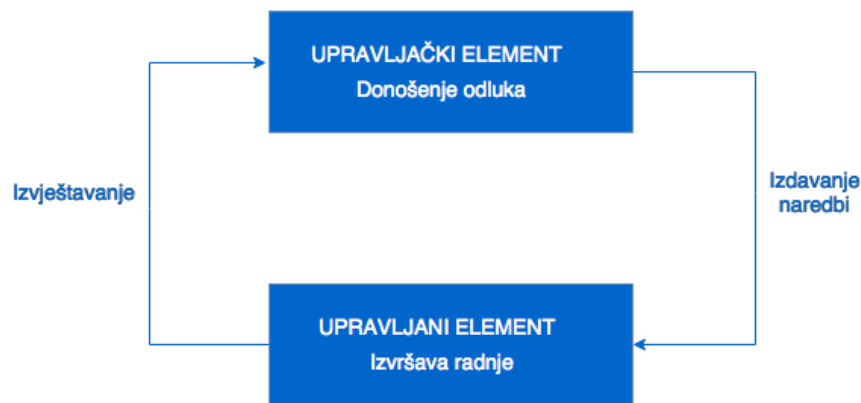 UPRAVLJAČKI ELEMENT
Donošenje odluka
Izvještavanje
Izdavanje
naredbi
UPRAVLJANI ELEMENT
Izvršava radnje